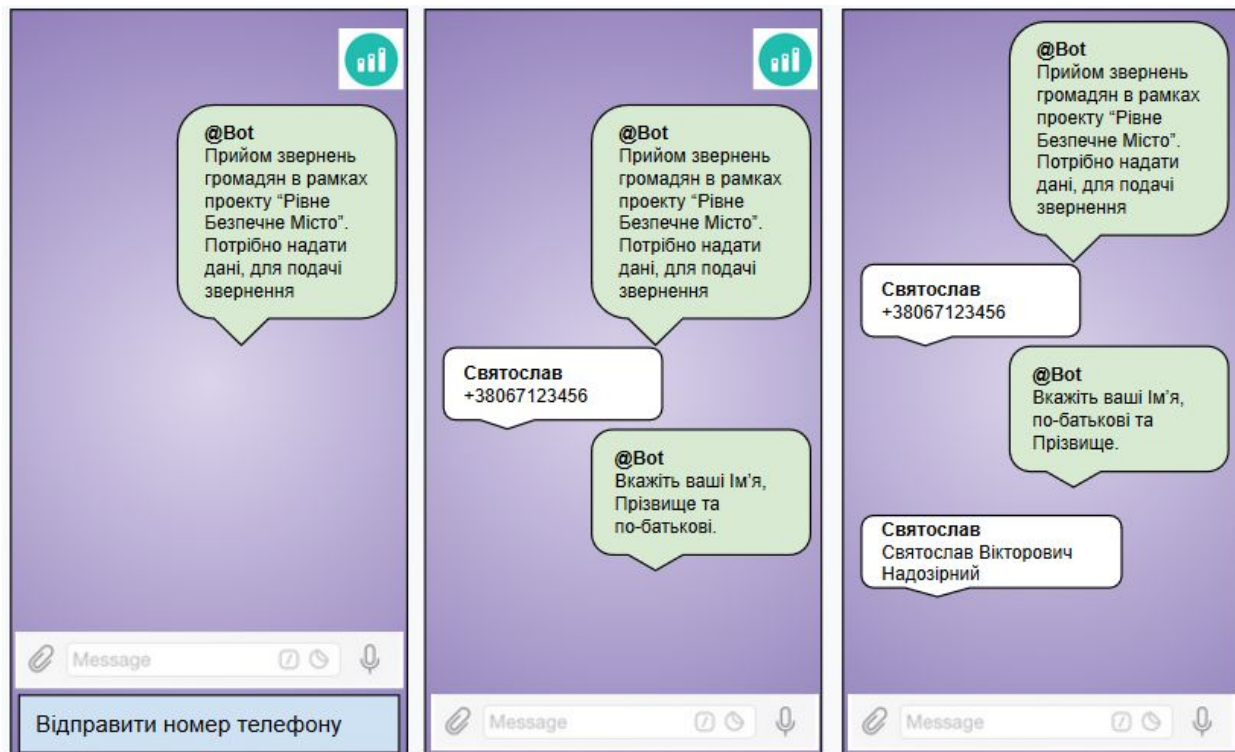 @Bot
Прийом звернень
громадян в рамках
проекту “Рівне
Безпечне Місто”.
Потрібно надати
дані, для подачі
звернення
Message
Відправити номер телефону
@Bot
Прийом звернень
громадян в рамках
проекту “Рівне
Безпечне Місто”.
Потрібно надати
дані, для подачі
звернення
Святослав
+38067123456
@Bot
Вкажіть ваші Ім’я,
Прізвище та
по-батькові.
Message
@Bot
Прийом звернень
громадян в рамках
проекту “Рівне
Безпечне Місто”.
Потрібно надати
дані, для подачі
звернення
Святослав
+38067123456
@Bot
Вкажіть ваші Ім’я,
по-батькові та
Прізвище.
Святослав
Святослав Вікторович
Надозірний
Message